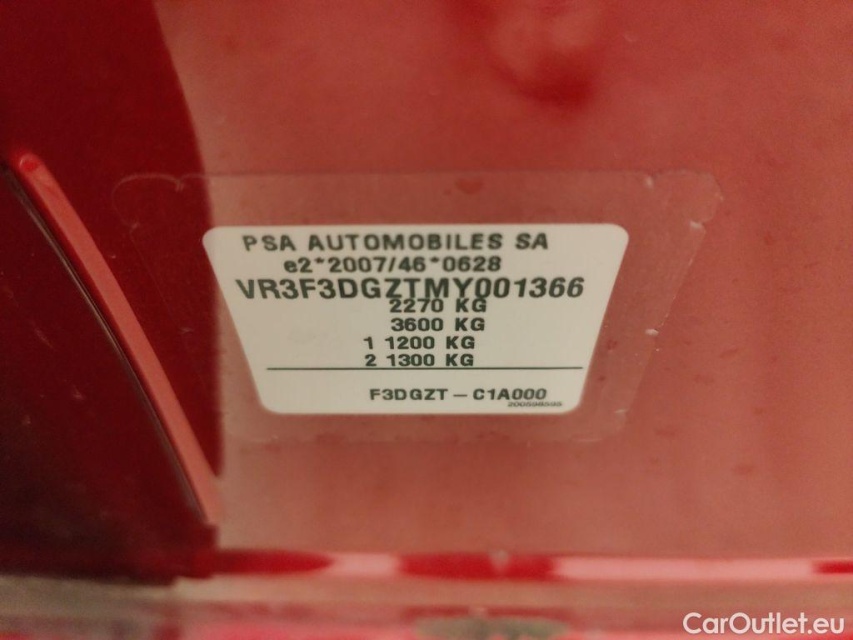 PSA AUTOMOBILES SA
e2*2007/46*0628
VR3F3DGZTMY001366
2270 KG
3600 KG
1 1200 KG
2 1300 KG
F3DGZT – C1A000
CarOutlet.eu